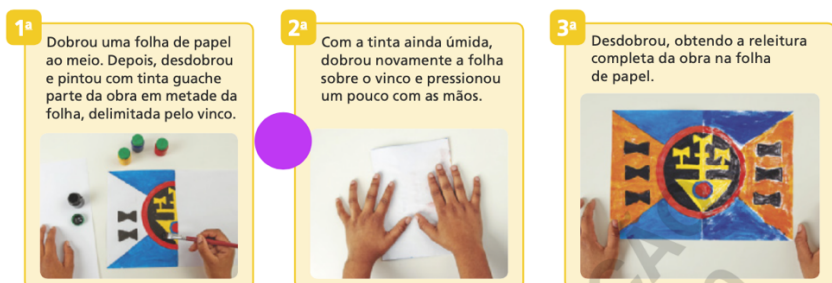 1ª
Dobrou uma folha de papel
ao meio. Depois, desdobrou
e pintou com tinta guache
parte da obra em metade da
folha, delimitada pelo vinco.
2ª
Com a tinta ainda úmida,
dobrou novamente a folha
sobre o vinco e pressionou
um pouco com as mãos.
3ª
Desdobrou, obtendo a releitura
completa da obra na folha
de papel.